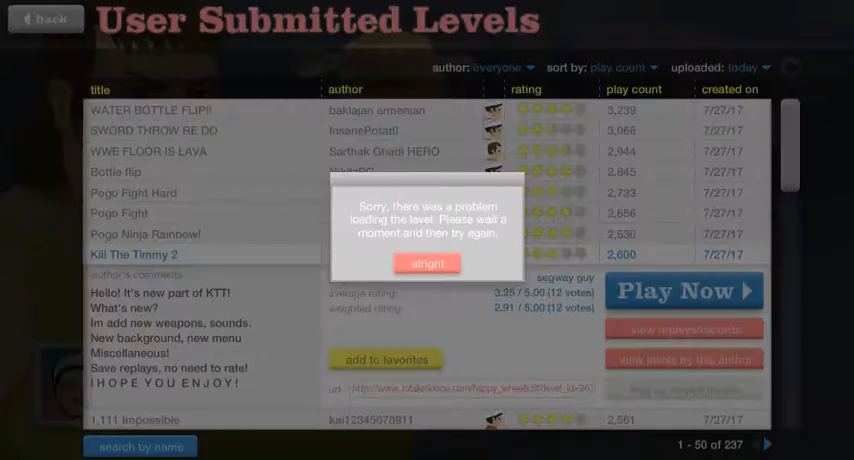 back
User Submitted Levels
author: everyone sort by: play count uploaded: today
title author rating play count created on
WATER BOTTLE FLIP!! baklajan armenian 3,239 7/27/17
SWORD THROW RE DD InsanePotat0 3,068 7/27/17
WWE FLOOR IS LAVA Sarthak Ghadi HERO 2,944 7/27/17
Bottle flip 2,845 7/27/17
Pogo Fight Hard 2,733 7/27/17
Pogo Fight 2,656 7/27/17
Pogo Ninja Rainbow! 2,630 7/27/17
Kill The Timmy 2 2,600 7/27/17
Sorry, there was a problem
loading the level. Please wait a
moment and then try again.
alright
author's comments
Hello! It's new part of KTT!
What's new?
Im add new weapons, sounds.
New background, new menu
Miscellaneous!
Save replays, no need to rate!
I H O P E Y O U E N J O Y !
segway guy
average rating: 3.25 / 5.00 (12 votes)
weighted rating: 2.91 / 5.00 (12 votes)
add to favorites
url
Play Now
view replays/records
view levels by this author
1,111 Impossible kai12345678911 2,561 7/27/17
search by name
1 - 50 of 237